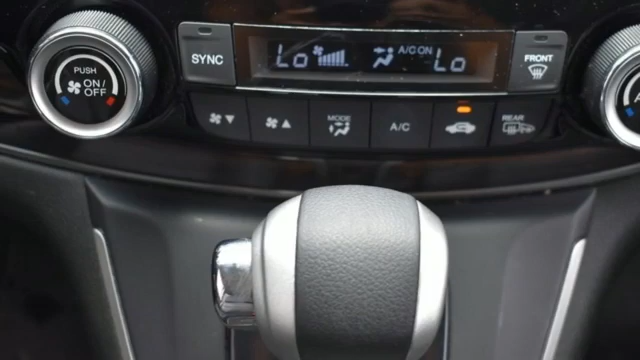 PUSH
ON/
OFF
SYNC
Lo A/C ON Lo
FRONT
MODE
A/C
REAR